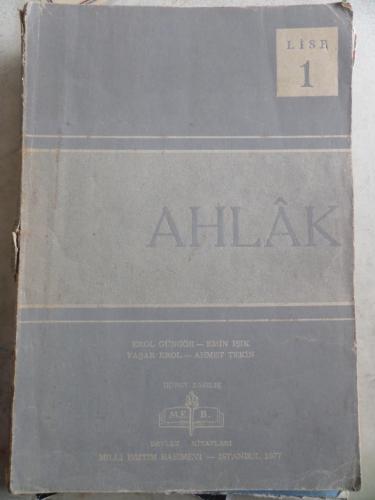 LİSE
1
AHLÂK
EROL GÜNGÖR — EMİN IŞIK
YAŞAR EROL — AHMET TEKİN
BASILIŞ
M.E B.
DEVLET KİTAPLARI
MİLLÎ EĞİTİM BASIMEVİ — İSTANBUL 1977